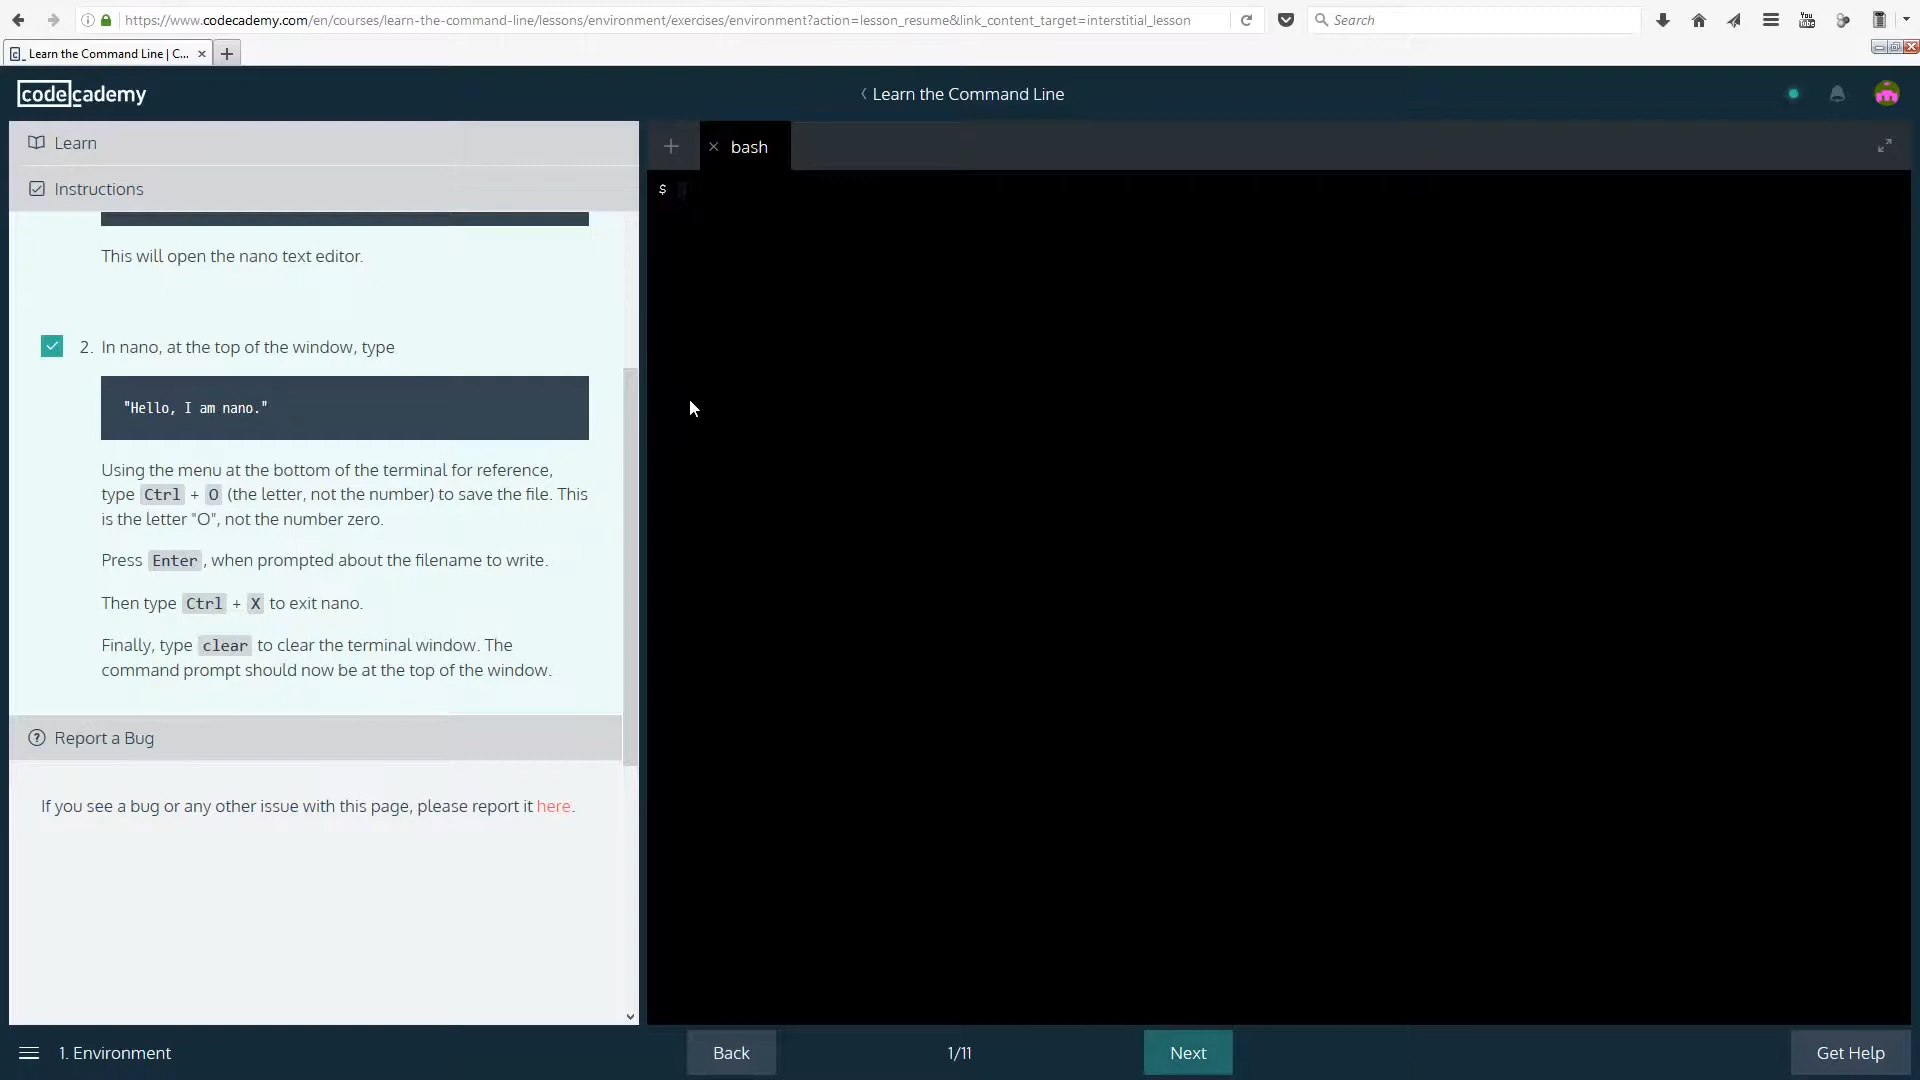 https://www.codecademy.com/en/courses/learn-the-command-line/lessons/environment/exercises/environment?action=lesson_resume&link_content_target=interstitial_lesson
Search
You Tube
Learn the Command Line | C...
codecademy
Learn the Command Line
Learn
bash
Instructions
$
This will open the nano text editor.
2. In nano, at the top of the window, type
"Hello, I am nano."
Using the menu at the bottom of the terminal for reference,
type Ctrl + O (the letter, not the number) to save the file. This
is the letter "O", not the number zero.
Press Enter, when prompted about the filename to write.
Then type Ctrl + X to exit nano.
Finally, type clear to clear the terminal window. The
command prompt should now be at the top of the window.
Report a Bug
If you see a bug or any other issue with this page, please report it here.
1. Environment
Back
1/11
Next
Get Help